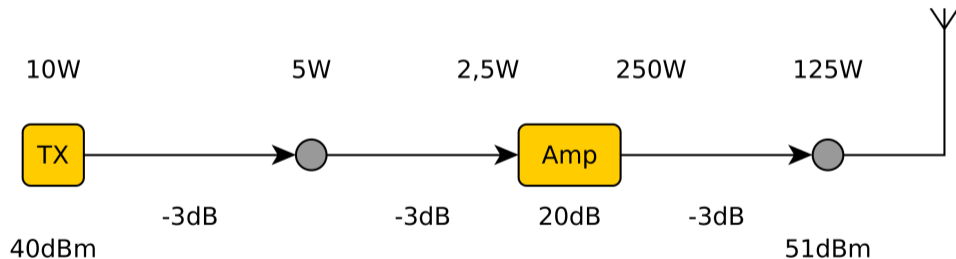 10W 5W 2,5W 250W 125W
TX Amp
-3dB -3dB 20dB -3dB
40dBm 51dBm